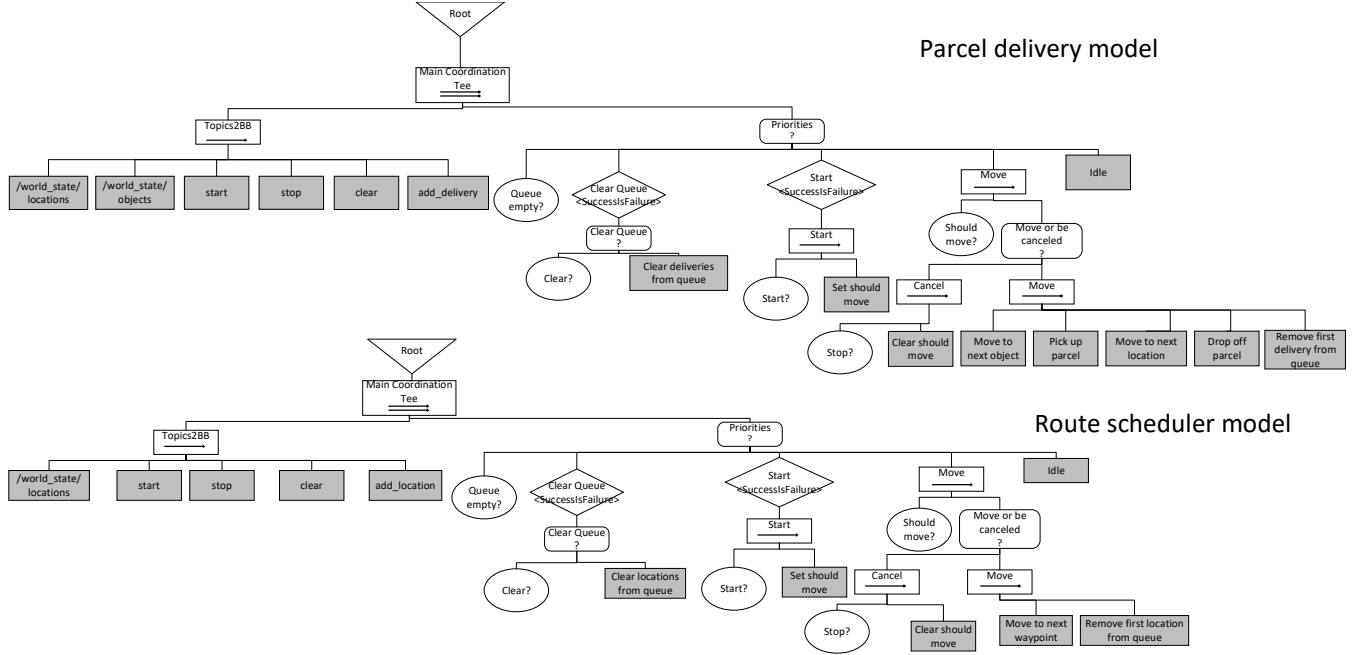 Root
Parcel delivery model
Main Coordination
Tee
Topics2BB
Priorities
?
/world_state/
locations
/world_state/
objects
start
stop
clear
add_delivery
Queue
empty?
Clear Queue
<SuccessIsFailure>
Start
<SuccessIsFailure>
Move
Idle
Clear Queue
?
Start
Should
move?
Move or be
canceled
?
Clear?
Clear deliveries
from queue
Start?
Set should
move
Cancel
Move
Stop?
Clear should
move
Move to
next object
Pick up
parcel
Move to next
location
Drop off
parcel
Remove first
delivery from
queue
Root
Main Coordination
Tee
Route scheduler model
Topics2BB
Priorities
?
/world_state/
locations
start
stop
clear
add_location
Queue
empty?
Clear Queue
<SuccessIsFailure>
Start
<SuccessIsFailure>
Move
Idle
Clear Queue
?
Start
Should
move?
Move or be
canceled
?
Clear?
Clear locations
from queue
Start?
Set should
move
Cancel
Move
Stop?
Clear should
move
Move to next
waypoint
Remove first location
from queue